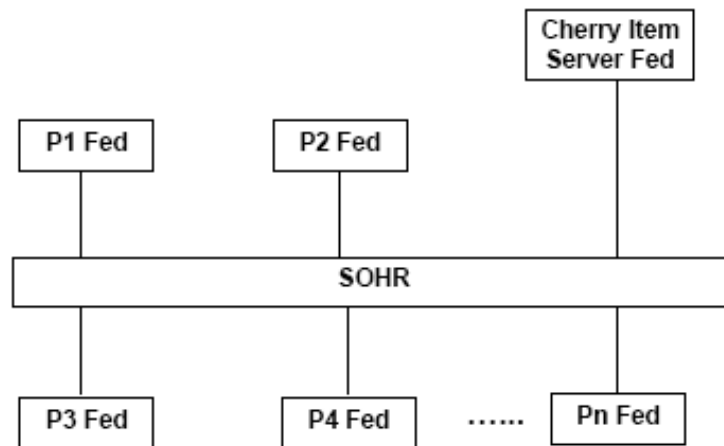 Cherry Item
Server Fed
P1 Fed
P2 Fed
SOHR
P3 Fed
P4 Fed
…...
Pn Fed